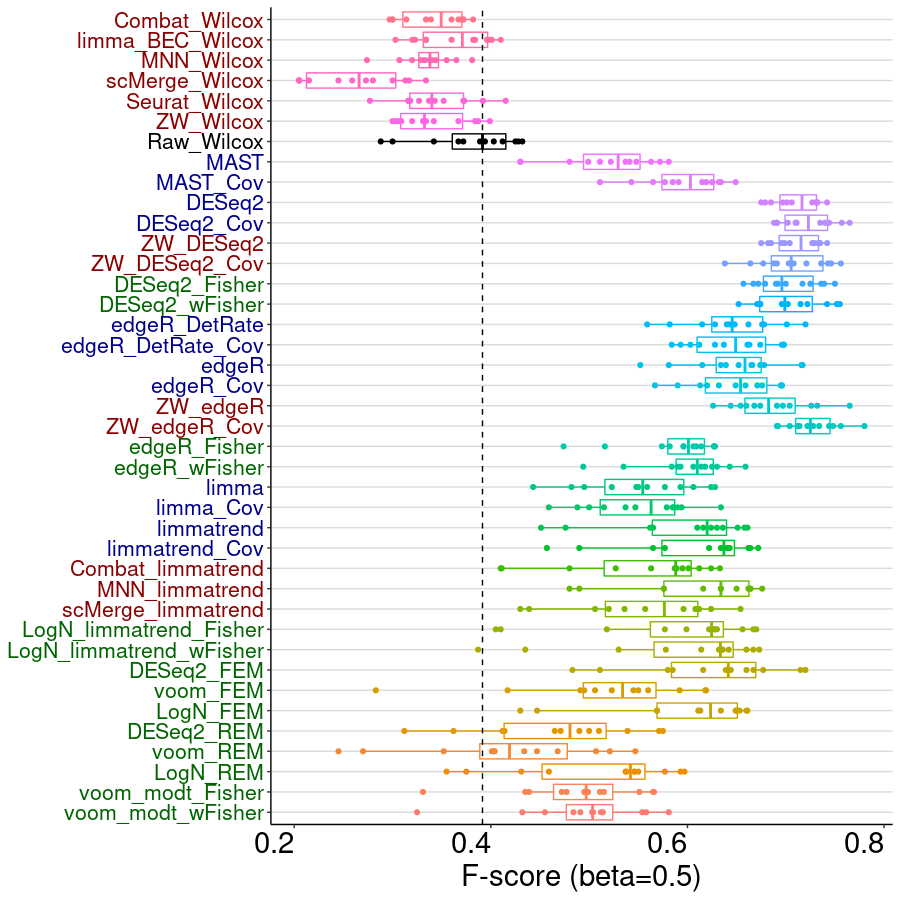 Combat_Wilcox
limma_BEC_Wilcox
MNN_Wilcox
scMerge_Wilcox
Seurat_Wilcox
ZW_Wilcox
Raw_Wilcox
MAST
MAST_Cov
DESeq2
DESeq2_Cov
ZW_DESeq2
ZW_DESeq2_Cov
DESeq2_Fisher
DESeq2_wFisher
edgeR_DetRate
edgeR_DetRate_Cov
edgeR
edgeR_Cov
ZW_edgeR
ZW_edgeR_Cov
edgeR_Fisher
edgeR_wFisher
limma
limma_Cov
limmatrend
limmatrend_Cov
Combat_limmatrend
MNN_limmatrend
scMerge_limmatrend
LogN_limmatrend_Fisher
LogN_limmatrend_wFisher
DESeq2_FEM
voom_FEM
LogN_FEM
DESeq2_REM
voom_REM
LogN_REM
voom_modt_Fisher
voom_modt_wFisher
0.2 0.4 0.6 0.8
F-score (beta=0.5)